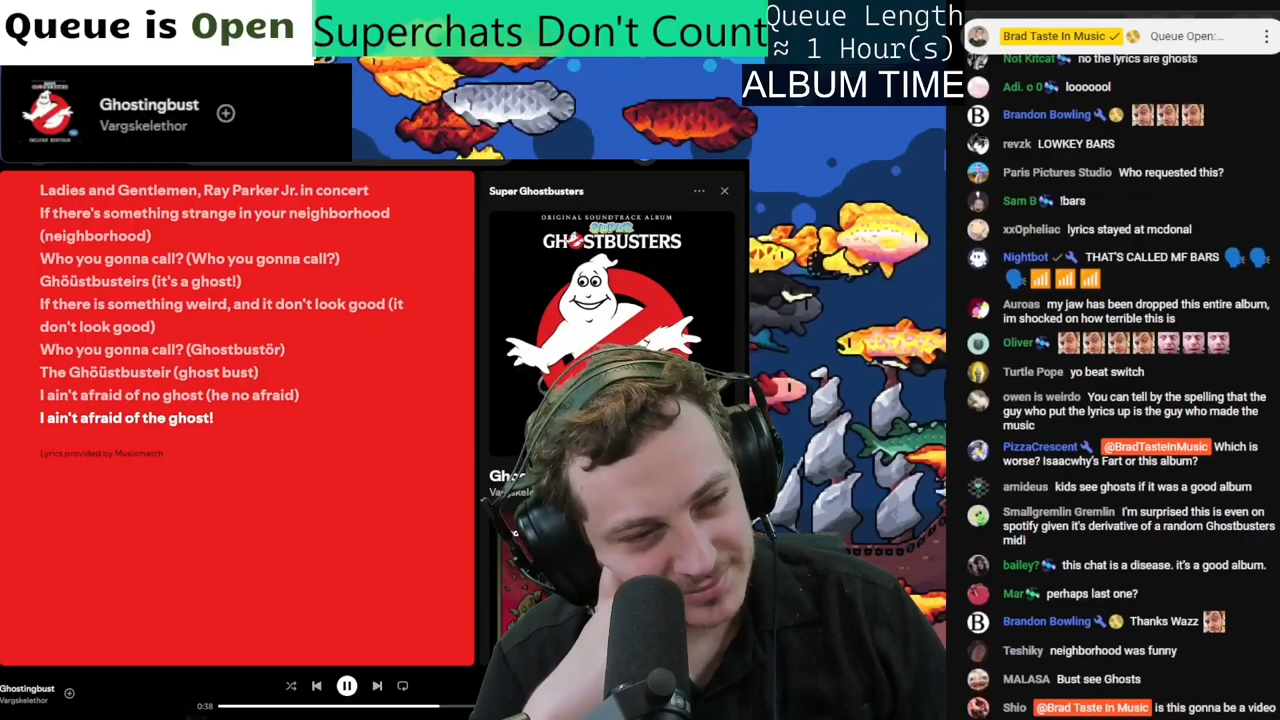 Queue is Open
Superchats Don't Count
Queue Length
≈ 1 Hour(s)
ALBUM TIME
Ghostingbust
Vargskelethor
Ladies and Gentlemen, Ray Parker Jr. in concert
If there's something strange in your neighborhood
(neighborhood)
Who you gonna call? (Who you gonna call?)
Ghöüstbusteirs (it's a ghost!)
If there is something weird, and it don't look good (it
don't look good)
Who you gonna call? (Ghostbustör)
The Ghöüstbusteir (ghost bust)
I ain't afraid of no ghost (he no afraid)
I ain't afraid of the ghost!
Lyrics provided by Musixmatch
Super Ghostbusters
ORIGINAL SOUNDTRACK ALBUM
SUPER
GHOSTBUSTERS
Ghos
Vargskele
Ghostingbust
Vargskelethor
0:38
Brad Taste In Music Queue Open:...
Not Kitcat no the lyrics are ghosts
Adi. o 0 looooool
Brandon Bowling
revzk LOWKEY BARS
Paris Pictures Studio Who requested this?
Sam B !bars
xxOpheliac lyrics stayed at mcdonal
Nightbot THAT'S CALLED MF BARS
Auroas my jaw has been dropped this entire album,
im shocked on how terrible this is
Oliver
Turtle Pope yo beat switch
owen is weirdo You can tell by the spelling that the
guy who put the lyrics up is the guy who made the
music
PizzaCrescent @BradTasteInMusic Which is
worse? Isaacwhy's Fart or this album?
amideus kids see ghosts if it was a good album
Smallgremlin Gremlin I'm surprised this is even on
spotify given it's derivative of a random Ghostbusters
midi
bailey? this chat is a disease. it's a good album.
Mar perhaps last one?
Brandon Bowling Thanks Wazz
Teshiky neighborhood was funny
MALASA Bust see Ghosts
Shio @Brad Taste In Music is this gonna be a video